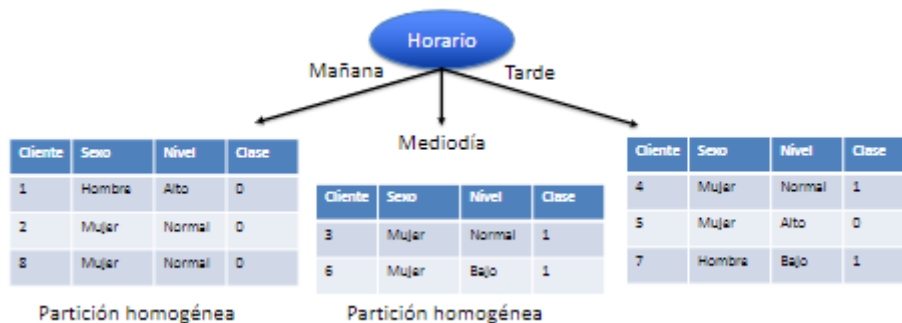 Horario
Mañana
Tarde
Mediodía
Cliente Sexo Nivel Clase
1 Hombre Alto 0
2 Mujer Normal 0
8 Mujer Normal 0
Partición homogénea
Cliente Sexo Nivel Clase
3 Mujer Normal 1
6 Mujer Bajo 1
Partición homogénea
Cliente Sexo Nivel Clase
4 Mujer Normal 1
5 Mujer Alto 0
7 Hombre Bajo 1